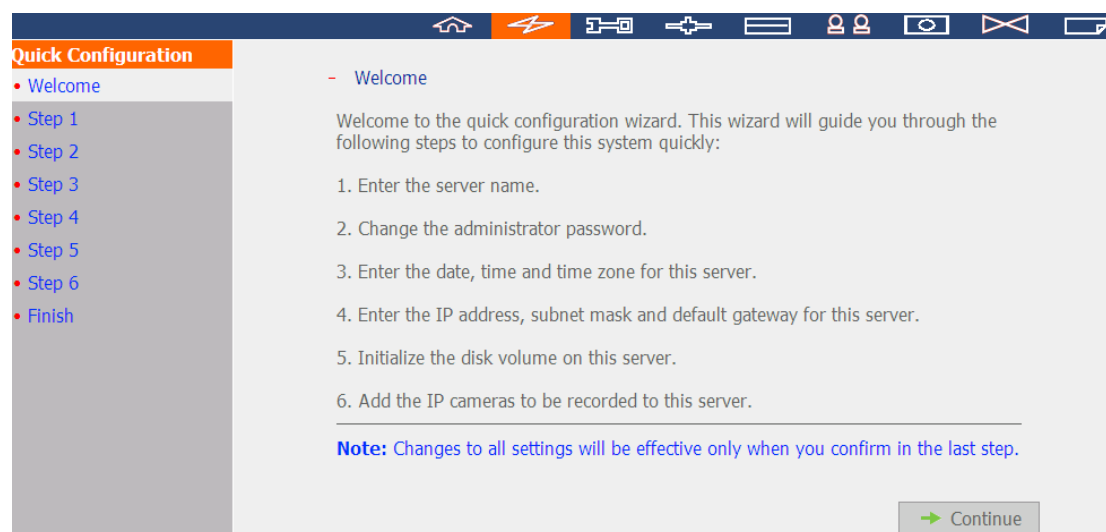 Quick Configuration
• Welcome
• Step 1
• Step 2
• Step 3
• Step 4
• Step 5
• Step 6
• Finish
- Welcome
Welcome to the quick configuration wizard. This wizard will guide you through the
following steps to configure this system quickly:
1. Enter the server name.
2. Change the administrator password.
3. Enter the date, time and time zone for this server.
4. Enter the IP address, subnet mask and default gateway for this server.
5. Initialize the disk volume on this server.
6. Add the IP cameras to be recorded to this server.
Note: Changes to all settings will be effective only when you confirm in the last step.
Continue